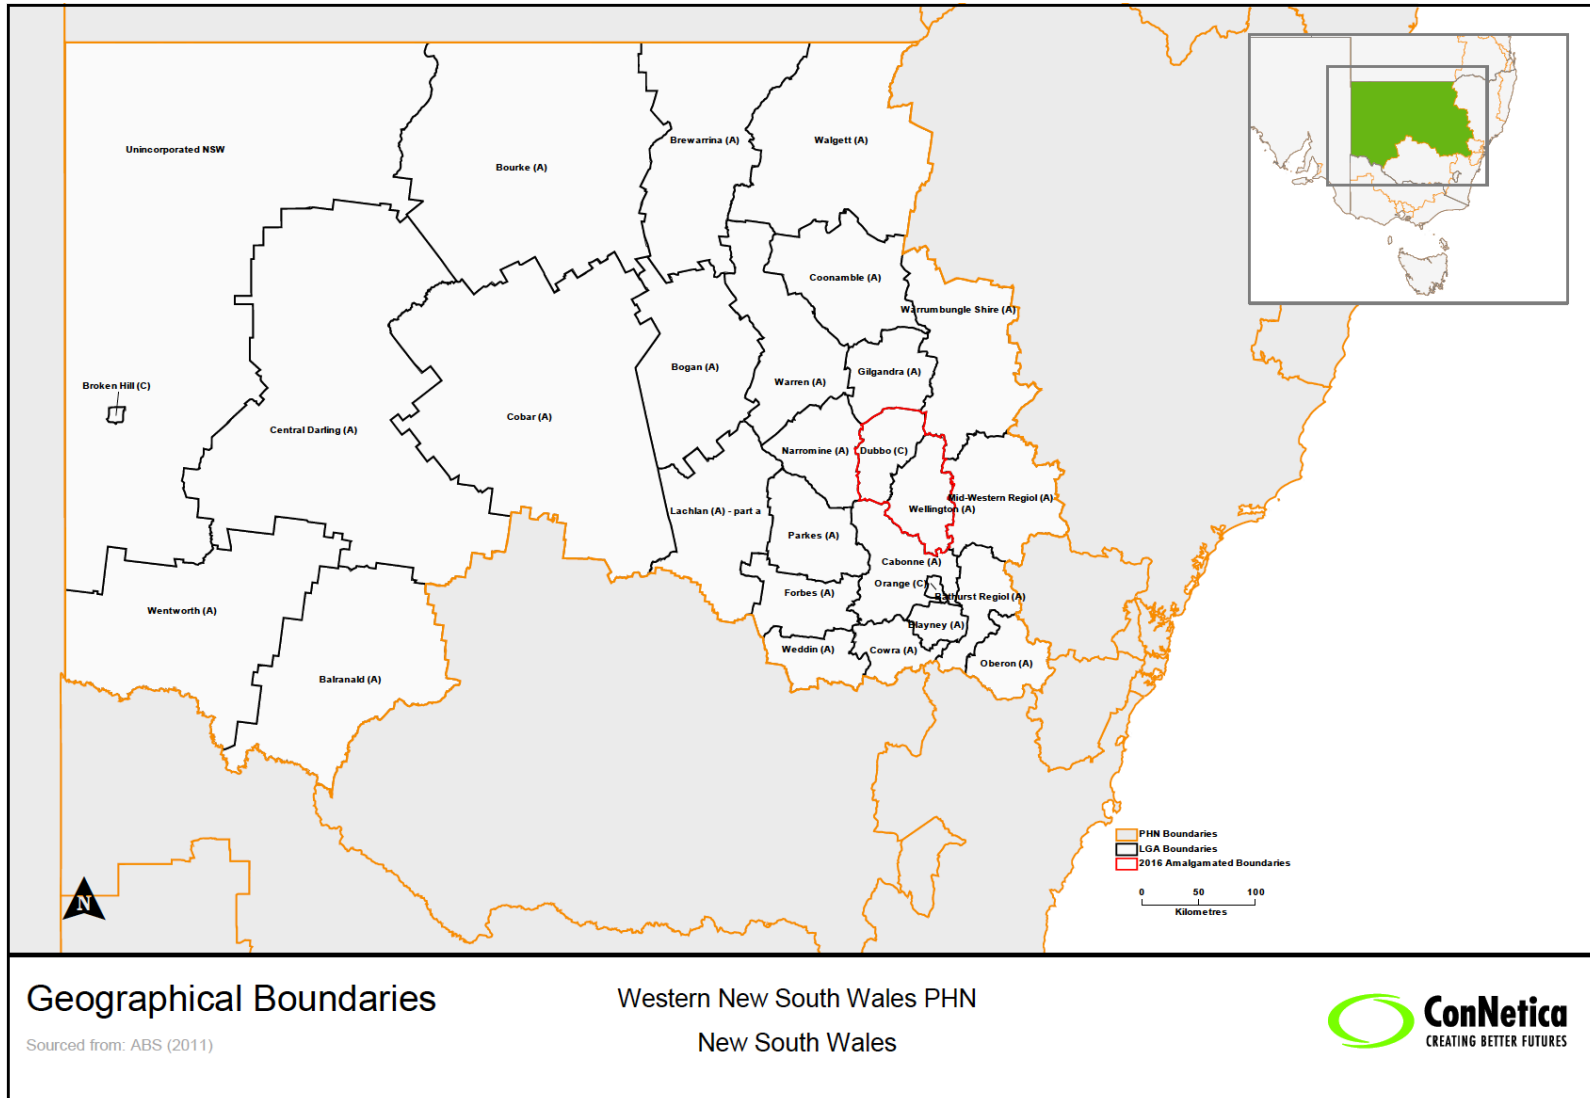 Unincorporated NSW
Bourke (A)
Brewarrina (A)
Walgett (A)
Coonamble (A)
Warrumbungle Shire (A)
Broken Hill (C)
Central Darling (A)
Cobar (A)
Bogan (A)
Warren (A)
Gilgandra (A)
Narromine (A)
Dubbo (C)
Mid-Western Regiol (A)
Wellington (A)
Lachlan (A) - part a
Parkes (A)
Cabonne (A)
Orange (C)
Bathurst Regiol (A)
Forbes (A)
Blayney (A)
Wentworth (A)
Weddin (A)
Cowra (A)
Oberon (A)
Balranald (A)
PHN Boundaries
LGA Boundaries
2016 Amalgamated Boundaries
0 50 100
Kilometres
N
Geographical Boundaries
Sourced from: ABS (2011)
Western New South Wales PHN
New South Wales
ConNetica
CREATING BETTER FUTURES